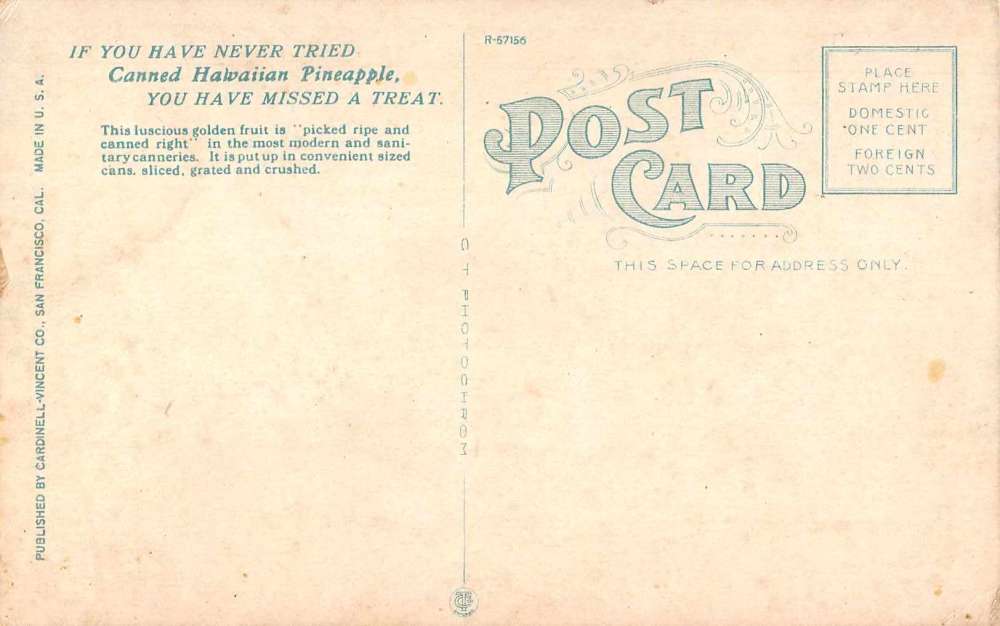 IF YOU HAVE NEVER TRIED
Canned Hawaiian Pineapple,
YOU HAVE MISSED A TREAT.
This luscious golden fruit is "picked ripe and
canned right" in the most modern and sani-
tary canneries. It is put up in convenient sized
cans, sliced, grated and crushed.
PUBLISHED BY CARDINELL-VINCENT CO., SAN FRANCISCO, CAL. MADE IN U. S. A.
C T PHOTOCHROM
R-67156
POST
CARD
THIS SPACE FOR ADDRESS ONLY.
PLACE
STAMP HERE
DOMESTIC
ONE CENT
FOREIGN
TWO CENTS